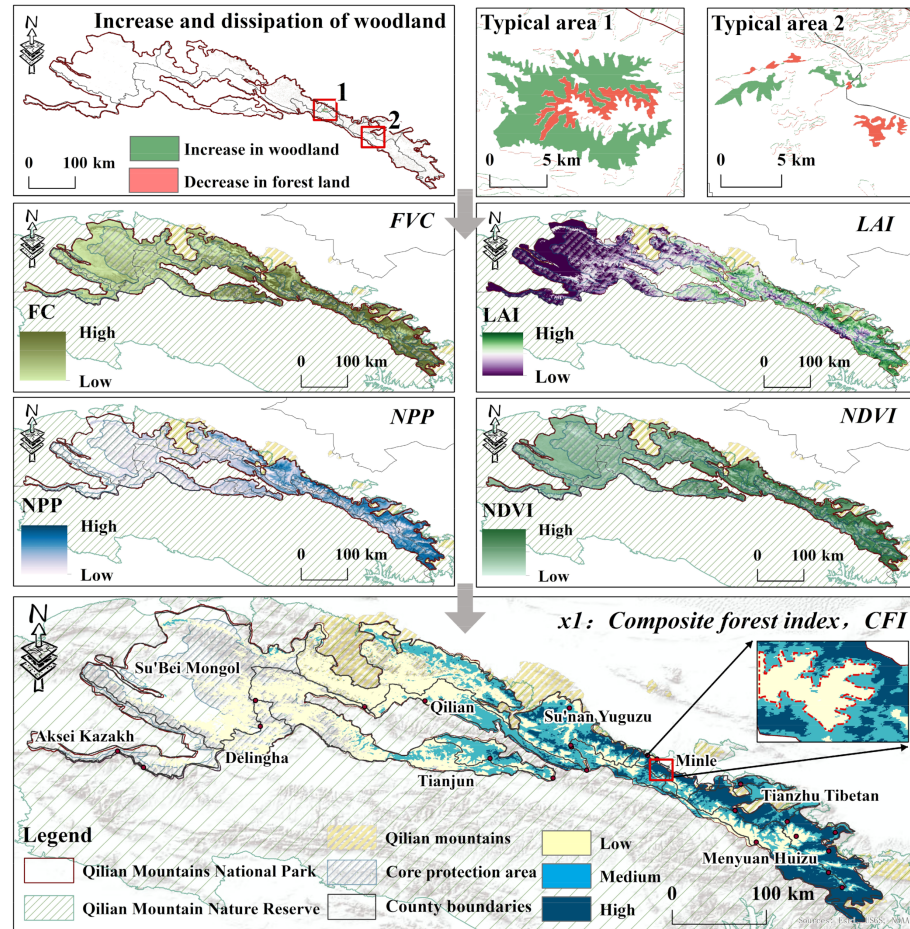 Increase and dissipation of woodland
N
1
2
0 100 km
Increase in woodland
Decrease in forest land
Typical area 1
0 5 km
Typical area 2
0 5 km
FVC
N
FC
High
Low
0 100 km
LAI
N
LAI
High
Low
0 100 km
NPP
N
NPP
High
Low
0 100 km
NDVI
N
NDVI
High
Low
0 100 km
x1: Composite forest index, CFI
N
Su'Bei Mongol
Qilian
Su'nan Yuguzu
Aksei Kazakh
Delingha
Minle
Tianjun
Tianzhu Tibetan
Menyuan Huizu
Legend
Qilian Mountains National Park
Qilian Mountain Nature Reserve
Qilian mountains
Core protection area
County boundaries
Low
Medium
High
0 100 km
Sources: Esri, USGS, NOAA